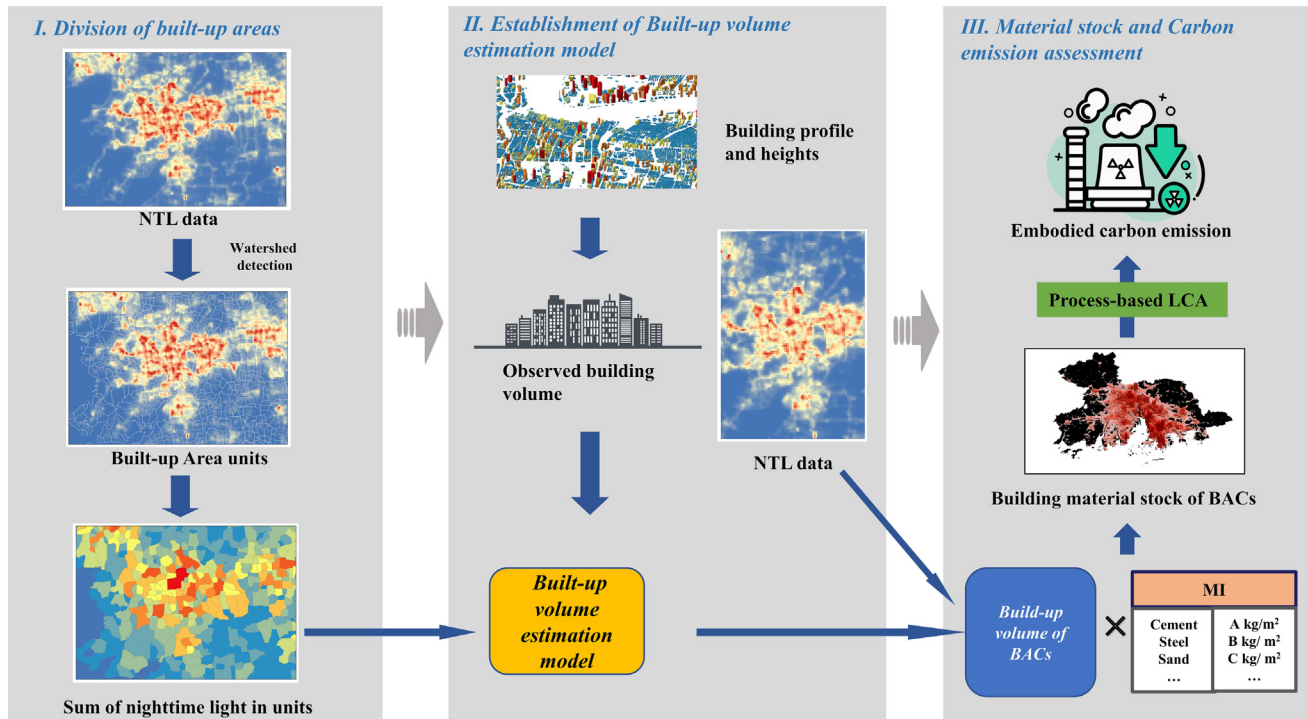 I. Division of built-up areas
NTL data
Watershed
detection
Built-up Area units
Sum of nighttime light in units
II. Establishment of Built-up volume
estimation model
Building profile
and heights
Observed building
volume
NTL data
Built-up
volume
estimation
model
III. Material stock and Carbon
emission assessment
Embodied carbon emission
Process-based LCA
Building material stock of BACs
Build-up
volume of
BACs
×
MI
Cement A kg/m²
Steel B kg/ m²
Sand C kg/ m²
... ...